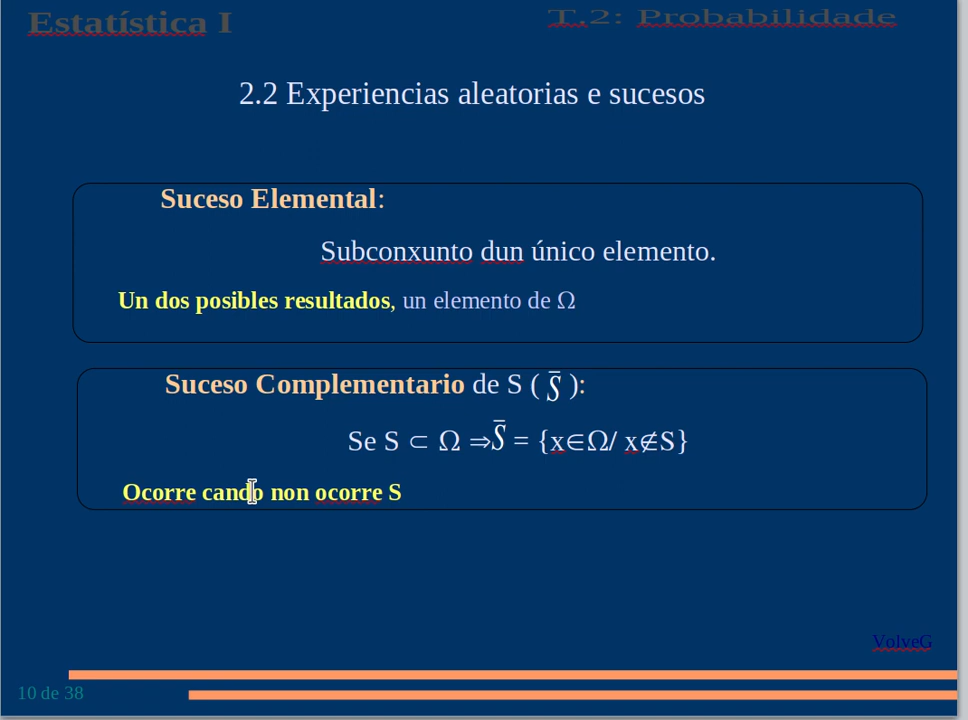 Estatística I
T.2: Probabilidade
2.2 Experiencias aleatorias e sucesos
Suceso Elemental:
Subconxunto dun único elemento.
Un dos posibles resultados, un elemento de Ω
Suceso Complementario de S ( S̄ ):
Se S ⊂ Ω ⇒ S̄ = {x∈Ω/ x∉S}
Ocorre cando non ocorre S
VolveG
10 de 38